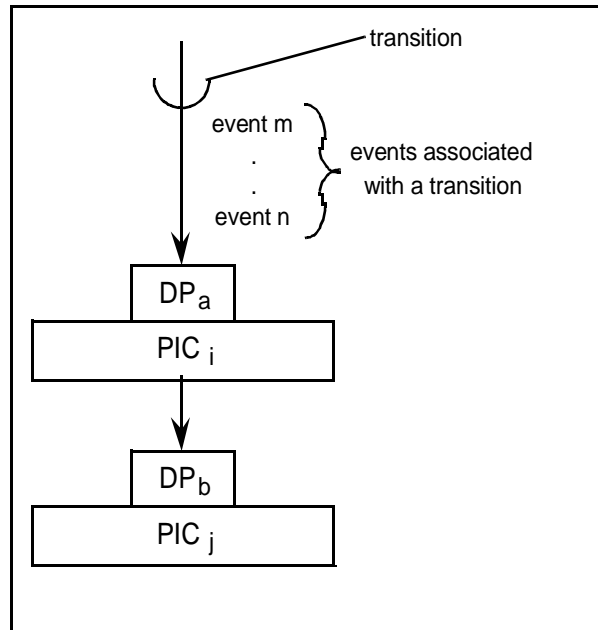 transition
event m
.
.
event n
events associated
with a transition
DPa
PIC i
DPb
PIC j